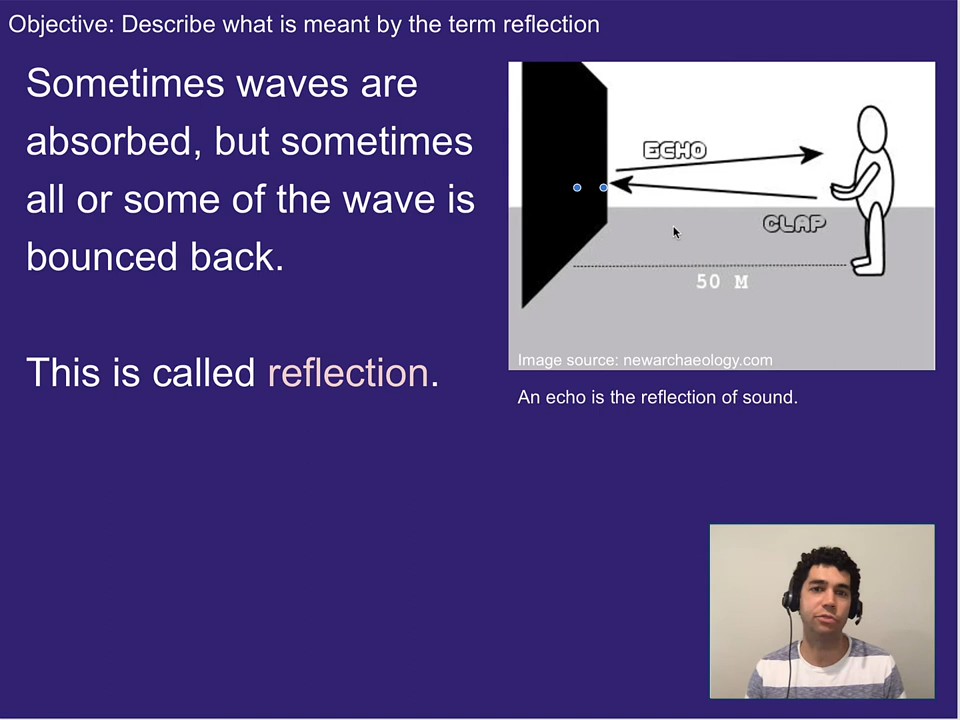 Objective: Describe what is meant by the term reflection
Sometimes waves are
absorbed, but sometimes
all or some of the wave is
bounced back.
This is called reflection.
ECHO
CLAP
50 M
Image source: newarchaeology.com
An echo is the reflection of sound.